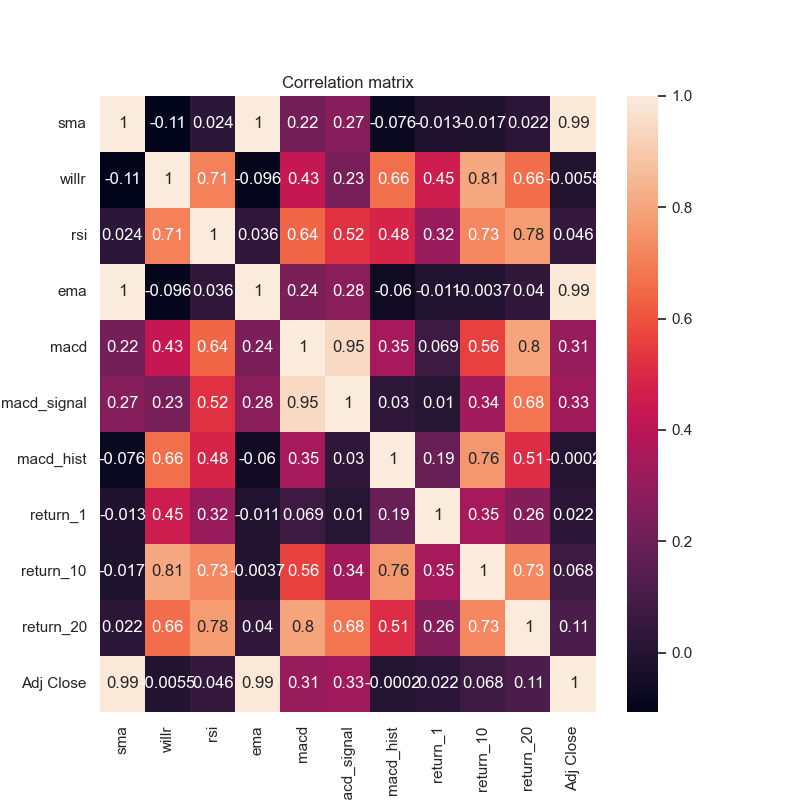 Correlation matrix
sma 1 -0.11 0.024 1 0.22 0.27 -0.076 -0.013 -0.017 0.022 0.99 1.0
willr -0.11 1 0.71 -0.096 0.43 0.23 0.66 0.45 0.81 0.66 -0.0055
0.8
rsi 0.024 0.71 1 0.036 0.64 0.52 0.48 0.32 0.73 0.78 0.046
ema 1 -0.096 0.036 1 0.24 0.28 -0.06 -0.011 -0.0037 0.04 0.99
0.6
macd 0.22 0.43 0.64 0.24 1 0.95 0.35 0.069 0.56 0.8 0.31
macd_signal 0.27 0.23 0.52 0.28 0.95 1 0.03 0.01 0.34 0.68 0.33
0.4
macd_hist -0.076 0.66 0.48 -0.06 0.35 0.03 1 0.19 0.76 0.51 -0.0002
return_1 -0.013 0.45 0.32 -0.011 0.069 0.01 0.19 1 0.35 0.26 0.022
0.2
return_10 -0.017 0.81 0.73 -0.0037 0.56 0.34 0.76 0.35 1 0.73 0.068
return_20 0.022 0.66 0.78 0.04 0.8 0.68 0.51 0.26 0.73 1 0.11
0.0
Adj Close 0.99 0.0055 0.046 0.99 0.31 0.33 -0.0002 0.022 0.068 0.11 1
sma willr rsi ema macd acd_signal macd_hist return_1 return_10 return_20 Adj Close